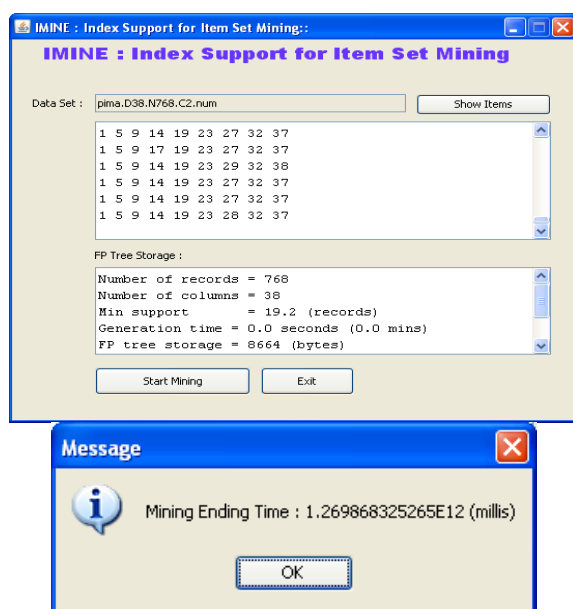 IMINE : Index Support for Item Set Mining::
IMINE : Index Support for Item Set Mining
Data Set : pima.D38.N768.C2.num Show Items
1 5 9 14 19 23 27 32 37
1 5 9 17 19 23 27 32 37
1 5 9 14 19 23 29 32 38
1 5 9 14 19 23 27 32 37
1 5 9 14 19 23 27 32 37
1 5 9 14 19 23 28 32 37
FP Tree Storage :
Number of records = 768
Number of columns = 38
Min support = 19.2 (records)
Generation time = 0.0 seconds (0.0 mins)
FP tree storage = 8664 (bytes)
Start Mining Exit
Message
Mining Ending Time : 1.269868325265E12 (millis)
OK